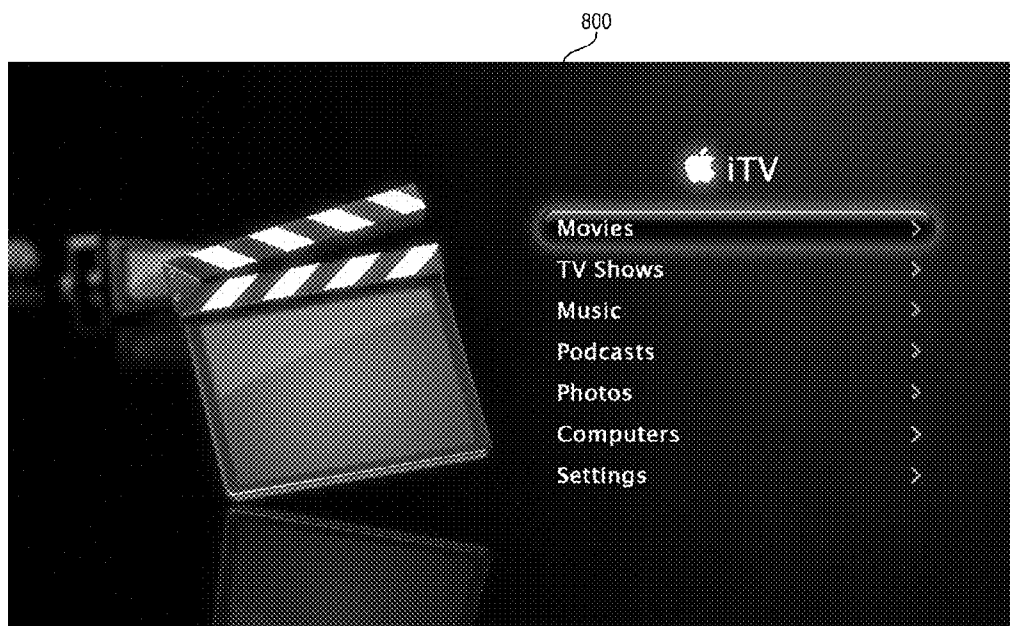 800
iTV
Movies >
TV Shows >
Music >
Podcasts >
Photos >
Computers >
Settings >